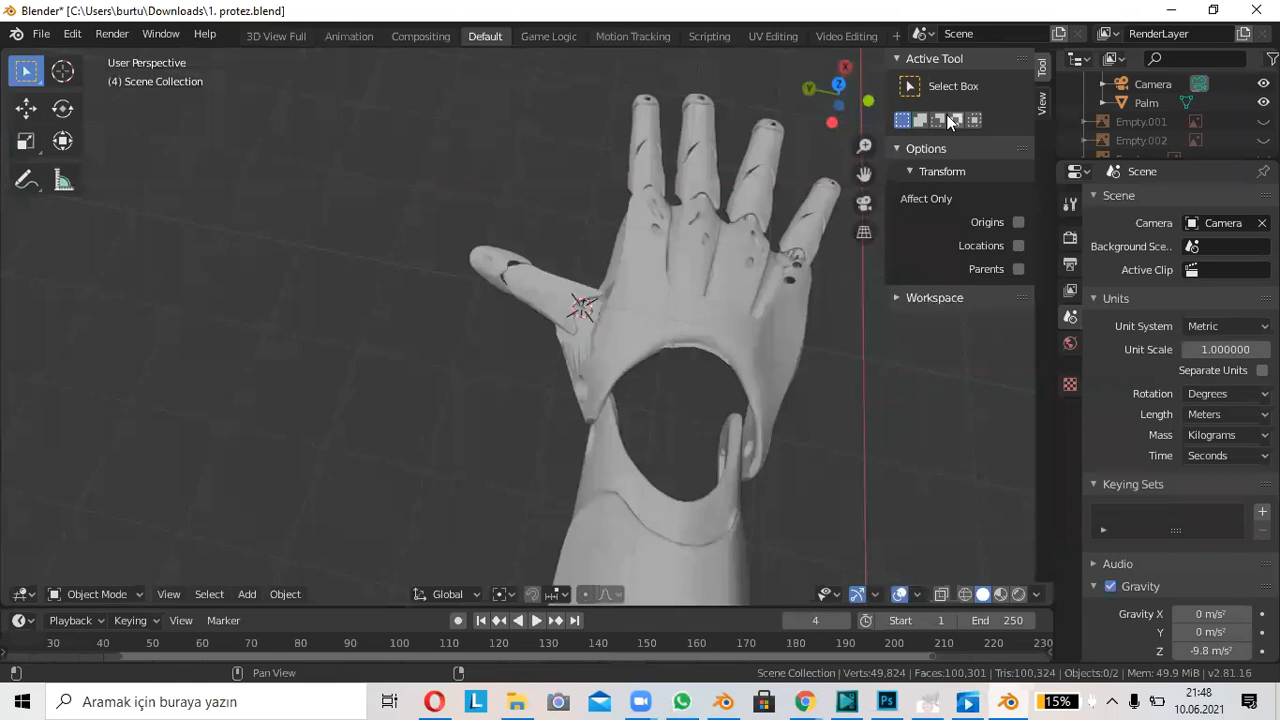 Blender* [C:\Users\burtu\Downloads\1. protez.blend]
File Edit Render Window Help
3D View Full Animation Compositing Default Game Logic Motion Tracking Scripting UV Editing Video Editing +
Scene
RenderLayer
User Perspective
(4) Scene Collection
X
Y
Z
Active Tool
Select Box
Options
Transform
Affect Only
Origins
Locations
Parents
Workspace
Tool
View
Camera
Palm
Empty.001
Empty.002
Scene
Scene
Camera Camera
Background Sce..
Active Clip
Units
Unit System Metric
Unit Scale 1.000000
Separate Units
Rotation Degrees
Length Meters
Mass Kilograms
Time Seconds
Keying Sets
Audio
Gravity
Gravity X 0 m/s²
Y 0 m/s²
Z -9.8 m/s²
Object Mode View Select Add Object Global
Playback Keying View Marker 4 Start 1 End 250
30 40 50 60 70 80 90 100 110 120 130 140 150 160 170 180 190 200 210 220 230
Pan View
Scene Collection | Verts:49,824 | Faces:100,301 | Tris:100,324 | Objects:0/2 | Mem: 49.9 MiB | v2.81.16
Aramak için buraya yazın
L
Ps
15%
21:48
10.06.2021